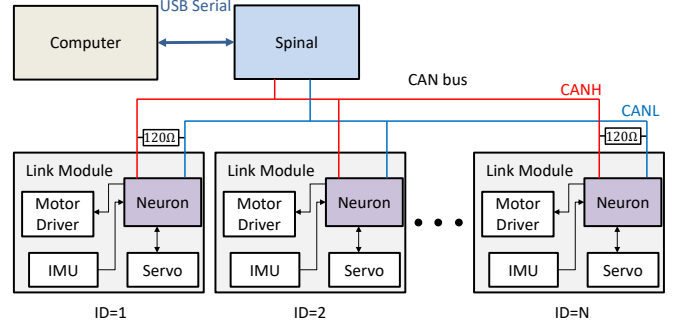 USB Serial
Computer
Spinal
CAN bus
CANH
CANL
120Ω
120Ω
Link Module
Neuron
Motor
Driver
IMU
Servo
Link Module
Neuron
Motor
Driver
IMU
Servo
• • •
Link Module
Neuron
Motor
Driver
IMU
Servo
ID=1
ID=2
ID=N